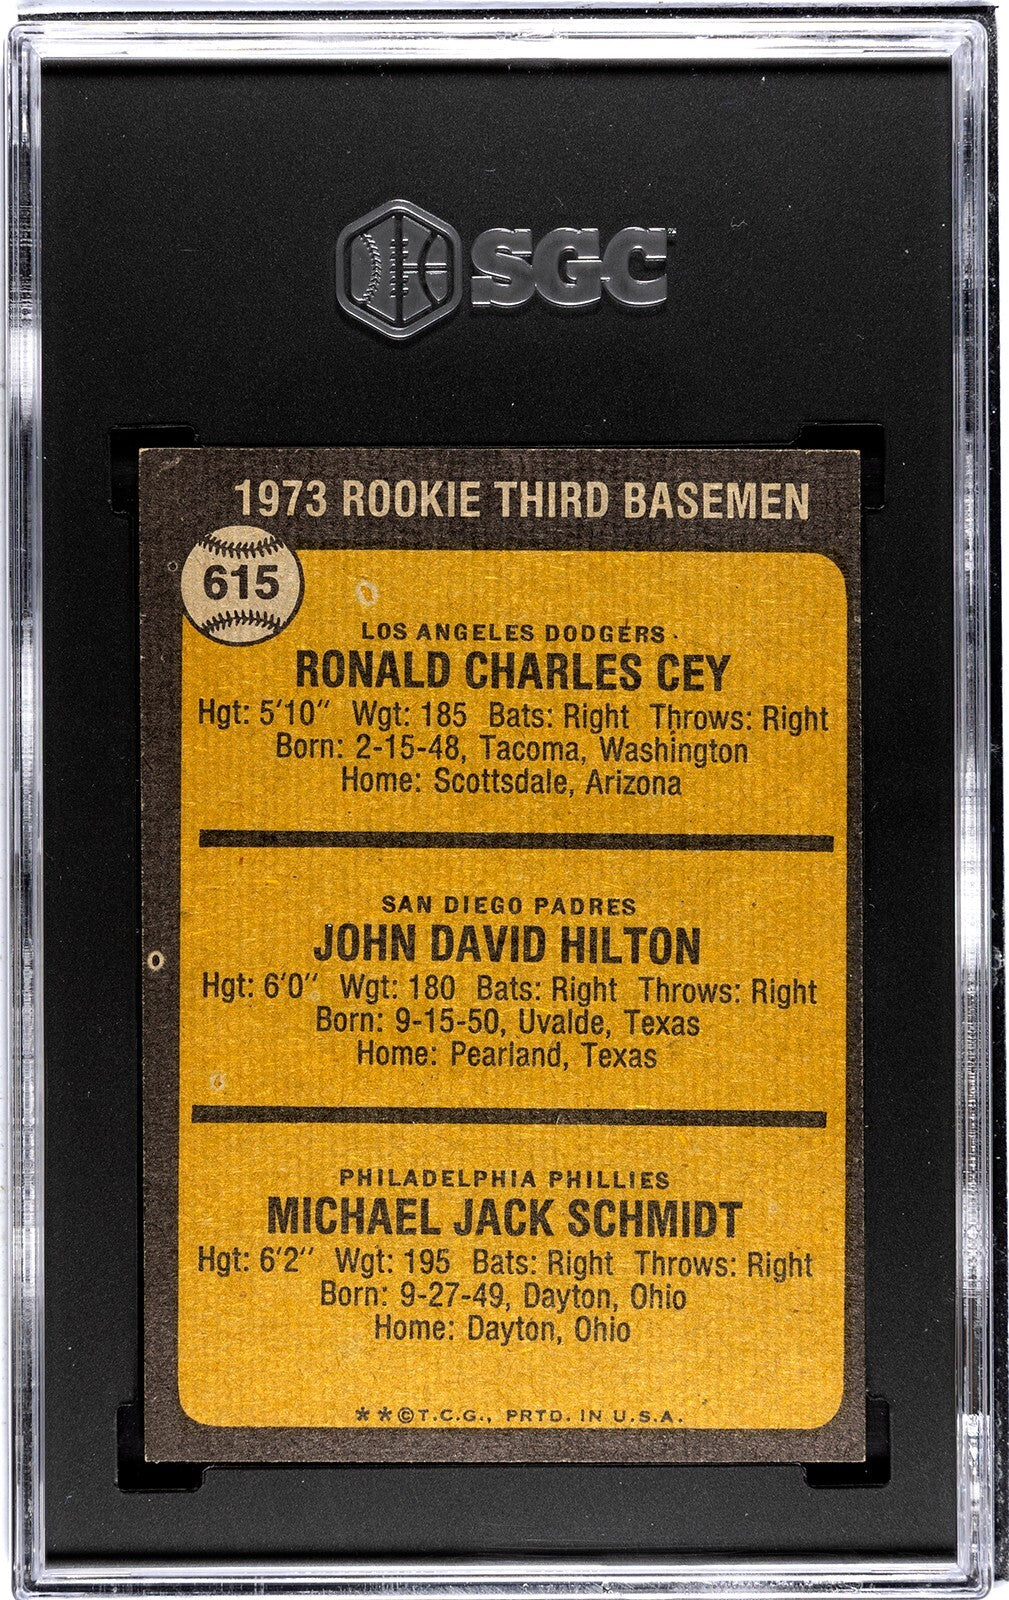 SGC
1973 ROOKIE THIRD BASEMEN
615
LOS ANGELES DODGERS
RONALD CHARLES CEY
Hgt: 5'10" Wgt: 185 Bats: Right Throws: Right
Born: 2-15-48, Tacoma, Washington
Home: Scottsdale, Arizona
SAN DIEGO PADRES
JOHN DAVID HILTON
Hgt: 6'0" Wgt: 180 Bats: Right Throws: Right
Born: 9-15-50, Uvalde, Texas
Home: Pearland, Texas
PHILADELPHIA PHILLIES
MICHAEL JACK SCHMIDT
Hgt: 6'2" Wgt: 195 Bats: Right Throws: Right
Born: 9-27-49, Dayton, Ohio
Home: Dayton, Ohio
**©T.C.G., PRTD. IN U.S.A.